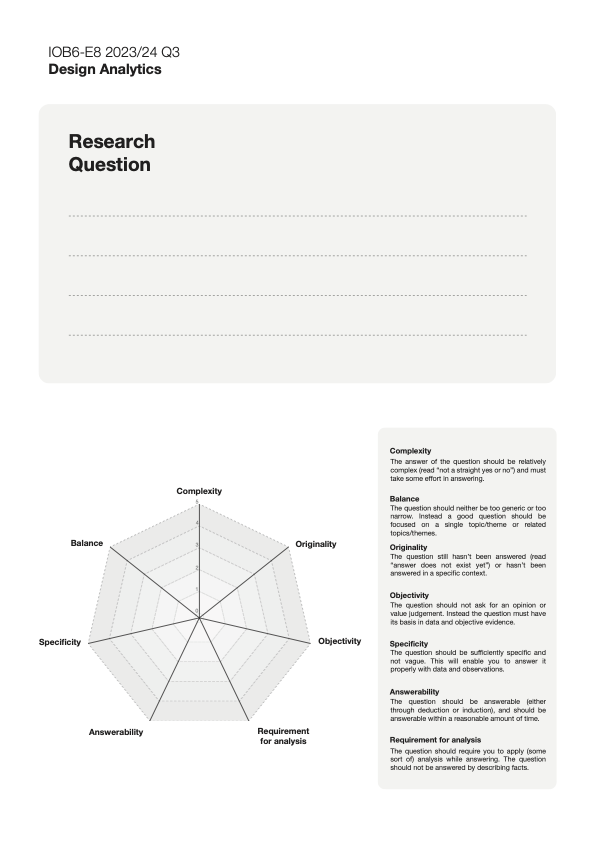 IOB6-E8 2023/24 Q3
Design Analytics
Research
Question
Complexity
5
4
3
2
1
0
Balance
Originality
Specificity
Objectivity
Answerability
Requirement
for analysis
Complexity
The answer of the question should be relatively
complex (read “not a straight yes or no”) and must
take some effort in answering.
Balance
The question should neither be too generic or too
narrow. Instead a good question should be
focused on a single topic/theme or related
topics/themes.
Originality
The question still hasn’t been answered (read
“answer does not exist yet”) or hasn’t been
answered in a specific context.
Objectivity
The question should not ask for an opinion or
value judgement. Instead the question must have
its basis in data and objective evidence.
Specificity
The question should be sufficiently specific and
not vague. This will enable you to answer it
properly with data and observations.
Answerability
The question should be answerable (either
through deduction or induction), and should be
answerable within a reasonable amount of time.
Requirement for analysis
The question should require you to apply (some
sort of) analysis while answering. The question
should not be answered by describing facts.